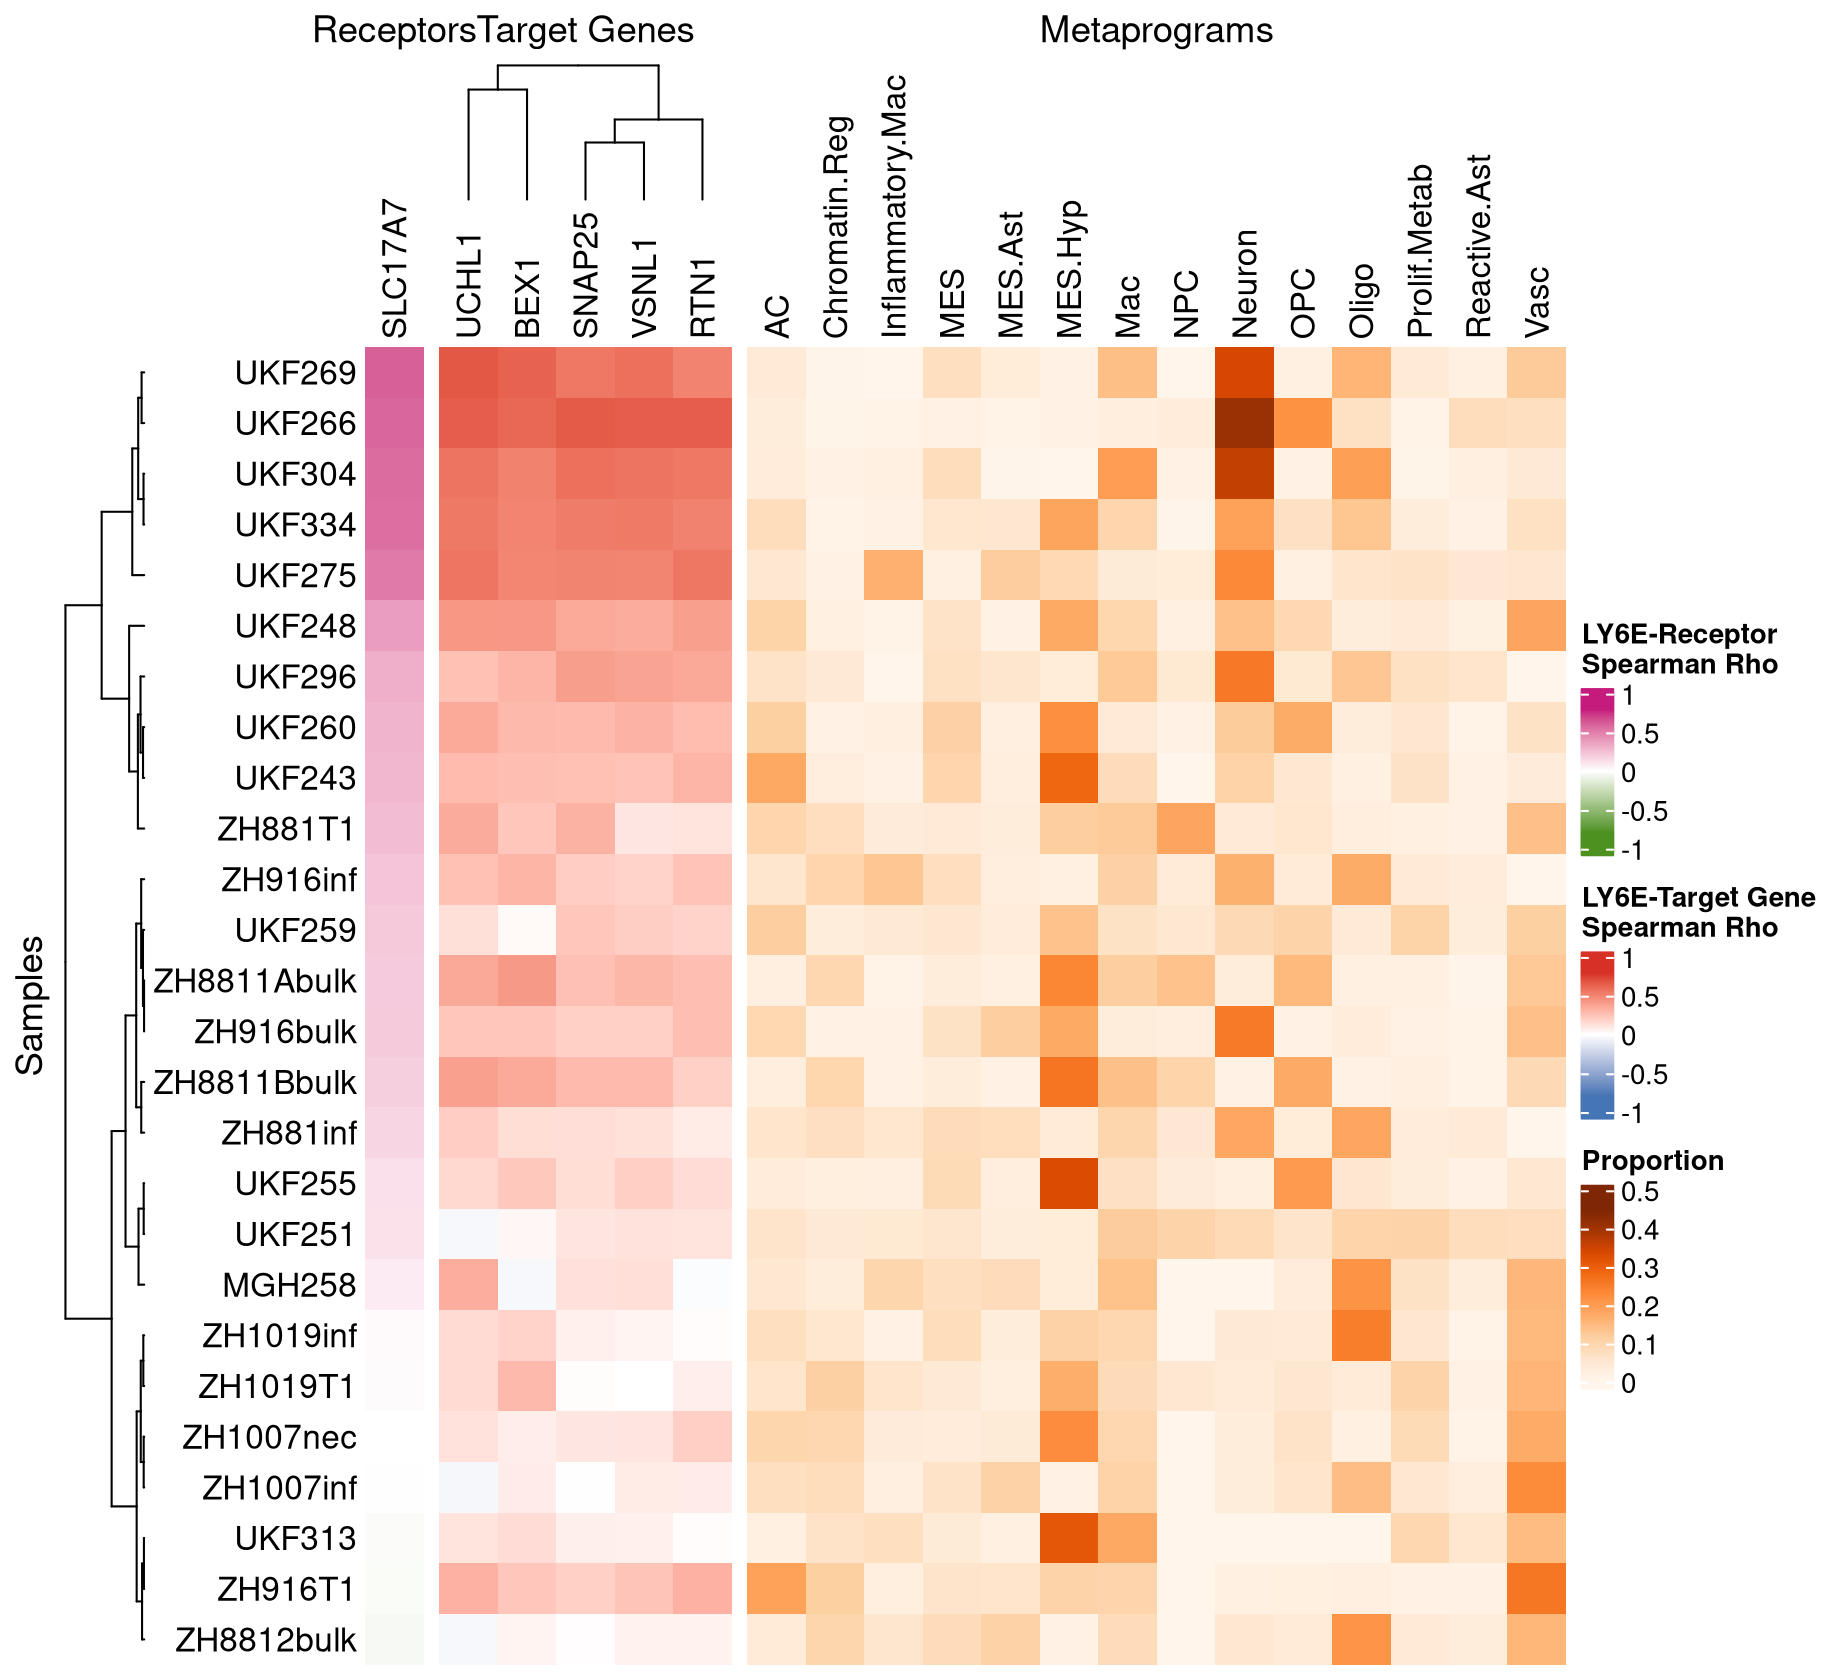 ReceptorsTarget Genes
Metaprograms
SLC17A7
UCHL1
BEX1
SNAP25
VSNL1
RTN1
AC
Chromatin.Reg
Inflammatory.Mac
MES
MES.Ast
MES.Hyp
Mac
NPC
Neuron
OPC
Oligo
Prolif.Metab
Reactive.Ast
Vasc
Samples
UKF269
UKF266
UKF304
UKF334
UKF275
UKF248
UKF296
UKF260
UKF243
ZH881T1
ZH916inf
UKF259
ZH8811Abulk
ZH916bulk
ZH8811Bbulk
ZH881inf
UKF255
UKF251
MGH258
ZH1019inf
ZH1019T1
ZH1007nec
ZH1007inf
UKF313
ZH916T1
ZH8812bulk
LY6E-Receptor
Spearman Rho
1
0.5
0
-0.5
-1
LY6E-Target Gene
Spearman Rho
1
0.5
0
-0.5
-1
Proportion
0.5
0.4
0.3
0.2
0.1
0